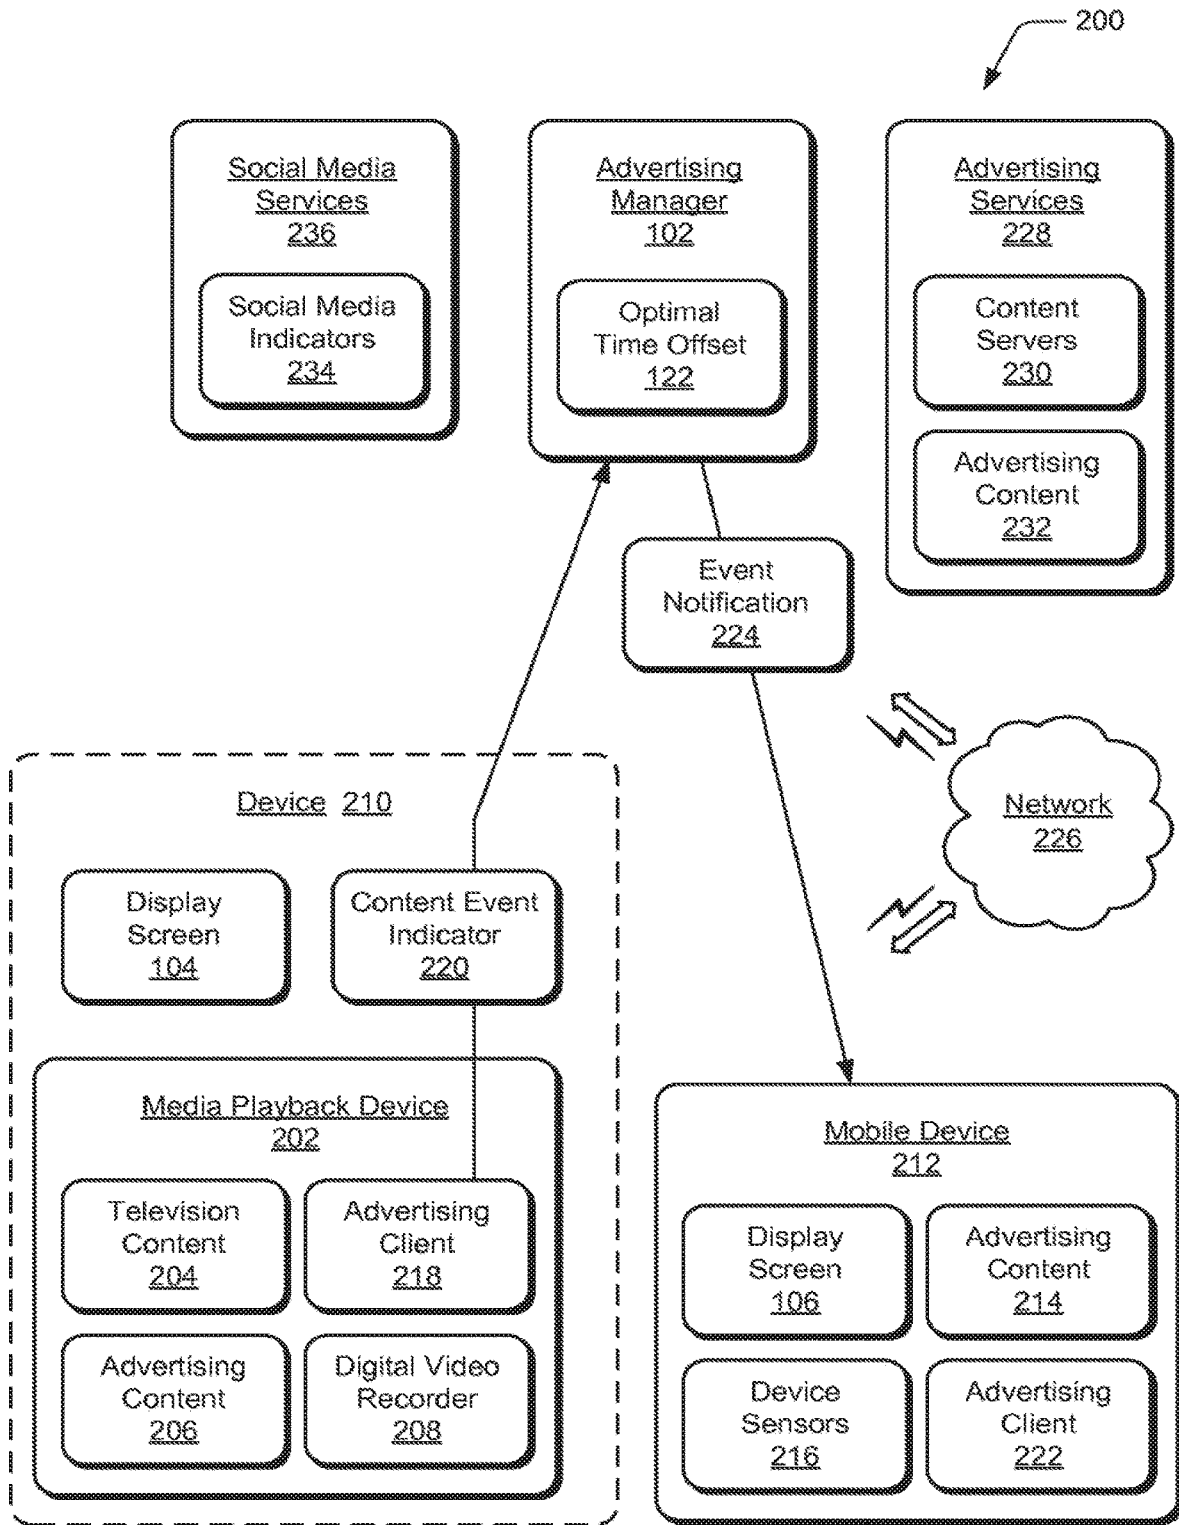 200
Social Media
Services
236
Social Media
Indicators
234
Advertising
Manager
102
Optimal
Time Offset
122
Advertising
Services
228
Content
Servers
230
Advertising
Content
232
Event
Notification
224
Network
226
Device 210
Display
Screen
104
Content Event
Indicator
220
Media Playback Device
202
Television
Content
204
Advertising
Client
218
Advertising
Content
206
Digital Video
Recorder
208
Mobile Device
212
Display
Screen
106
Advertising
Content
214
Device
Sensors
216
Advertising
Client
222